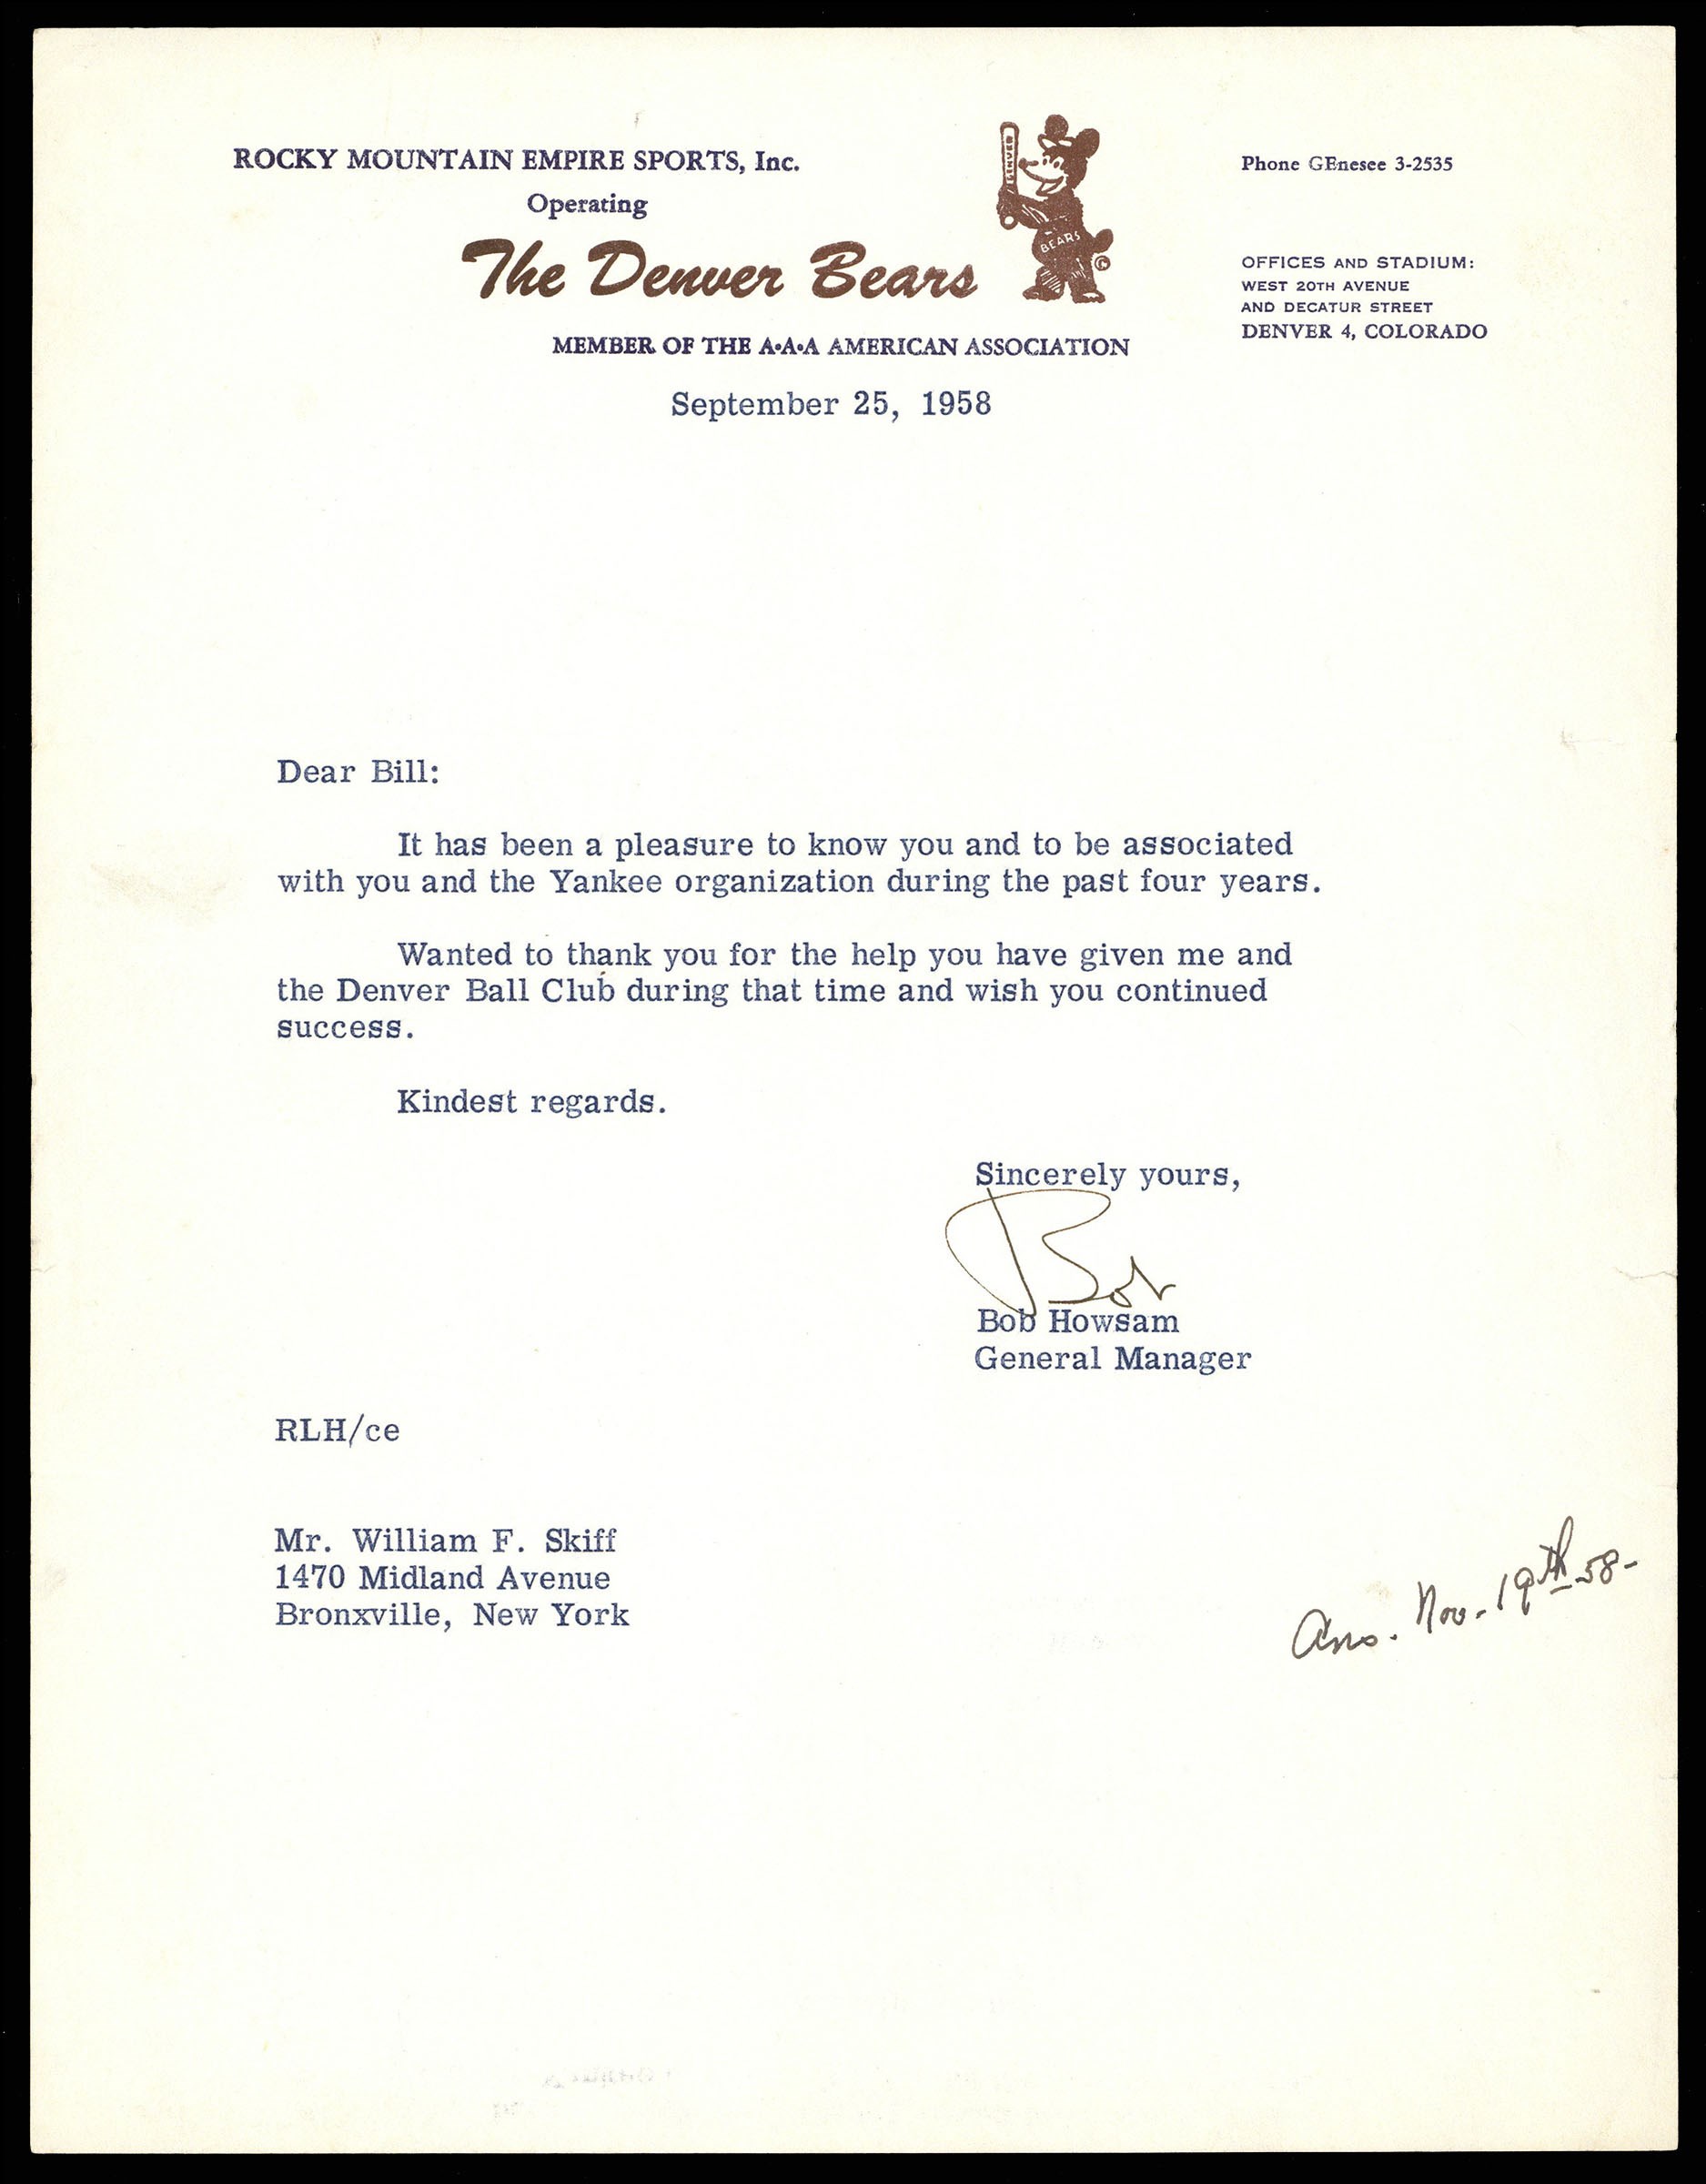 ROCKY MOUNTAIN EMPIRE SPORTS, Inc.
Operating
The Denver Bears
MEMBER OF THE A•A•A AMERICAN ASSOCIATION
DENVER
BEARS
©
Phone GEnesee 3-2535
OFFICES AND STADIUM:
WEST 20TH AVENUE
AND DECATUR STREET
DENVER 4, COLORADO
September 25, 1958
Dear Bill:
It has been a pleasure to know you and to be associated
with you and the Yankee organization during the past four years.
Wanted to thank you for the help you have given me and
the Denver Ball Club during that time and wish you continued
success.
Kindest regards.
Sincerely yours,
Bob
Bob Howsam
General Manager
RLH/ce
Mr. William F. Skiff
1470 Midland Avenue
Bronxville, New York
Ans. Nov. 19th 58-